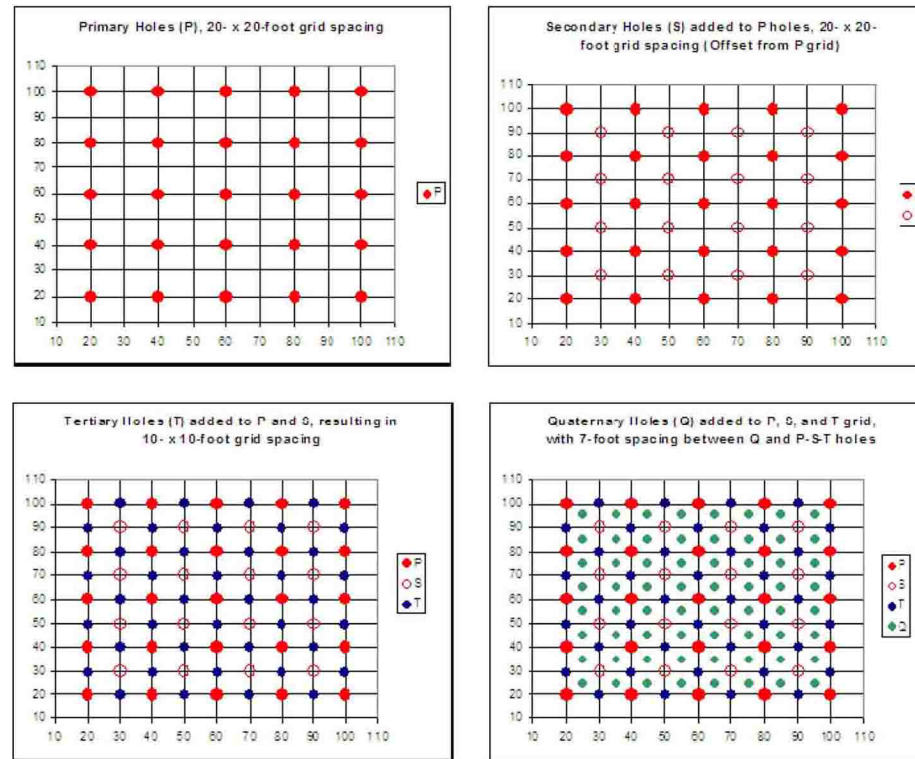 Primary Holes (P), 20- x 20-foot grid spacing
110
100
90
80
70
60
50
40
30
20
10
10 20 30 40 50 60 70 80 90 100 110
P
Secondary Holes (S) added to P holes, 20- x 20-
foot grid spacing (Offset from P grid)
110
100
90
80
70
60
50
40
30
20
10
10 20 30 40 50 60 70 80 90 100 110
Tertiary Holes (T) added to P and S, resulting in
10- x 10-foot grid spacing
110
100
90
80
70
60
50
40
30
20
10
10 20 30 40 50 60 70 80 90 100 110
P
S
T
Quaternary Holes (Q) added to P, S, and T grid,
with 7-foot spacing between Q and P-S-T holes
110
100
90
80
70
60
50
40
30
20
10
10 20 30 40 50 60 70 80 90 100 110
P
S
T
Q